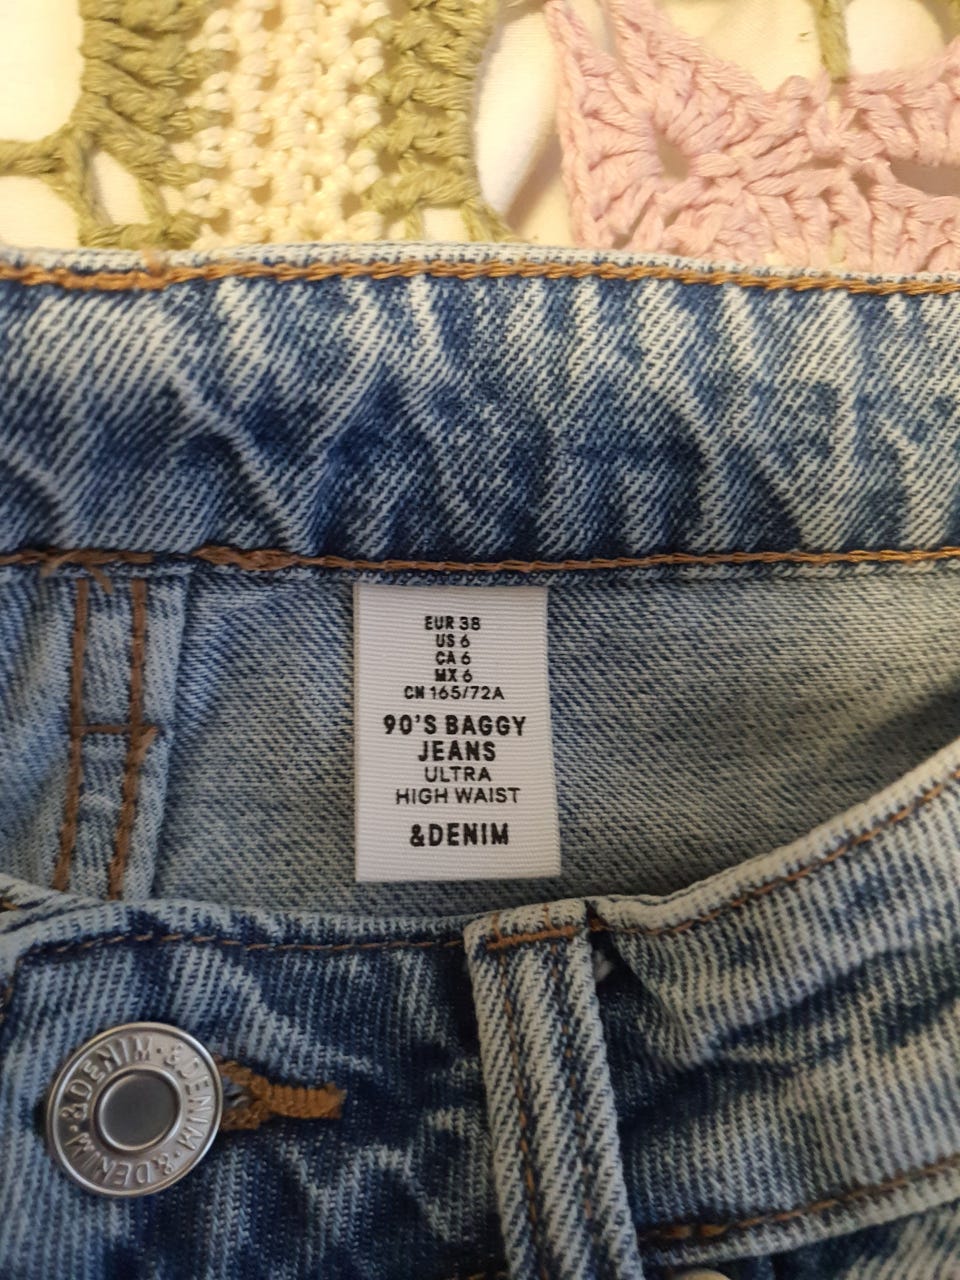 EUR 38
US 6
CA 6
MX 6
CN 165/72A
90'S BAGGY
JEANS
ULTRA
HIGH WAIST
&DENIM
&DENIM · &DENIM · &DENIM ·